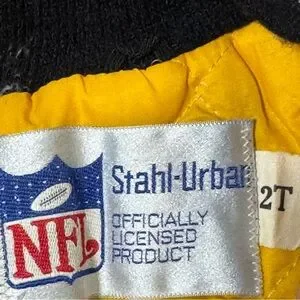 Stahl-Urban
OFFICIALLY
LICENSED
PRODUCT
NFL
2T